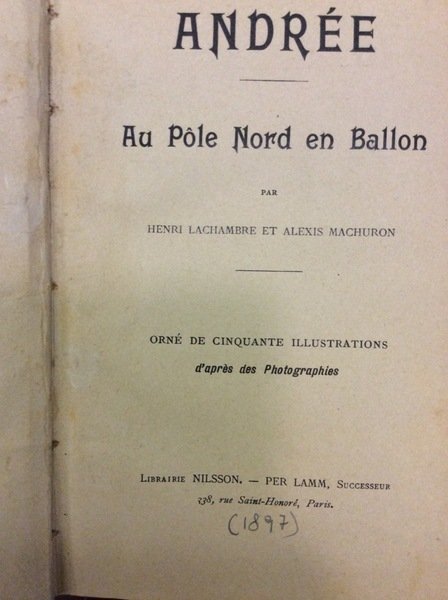 ANDRÉE
Au Pôle Nord en Ballon
PAR
HENRI LACHAMBRE ET ALEXIS MACHURON
ORNÉ DE CINQUANTE ILLUSTRATIONS
d'après des Photographies
LIBRAIRIE NILSSON. — PER LAMM, SUCCESSEUR
338, rue Saint-Honoré, Paris.
(1897)